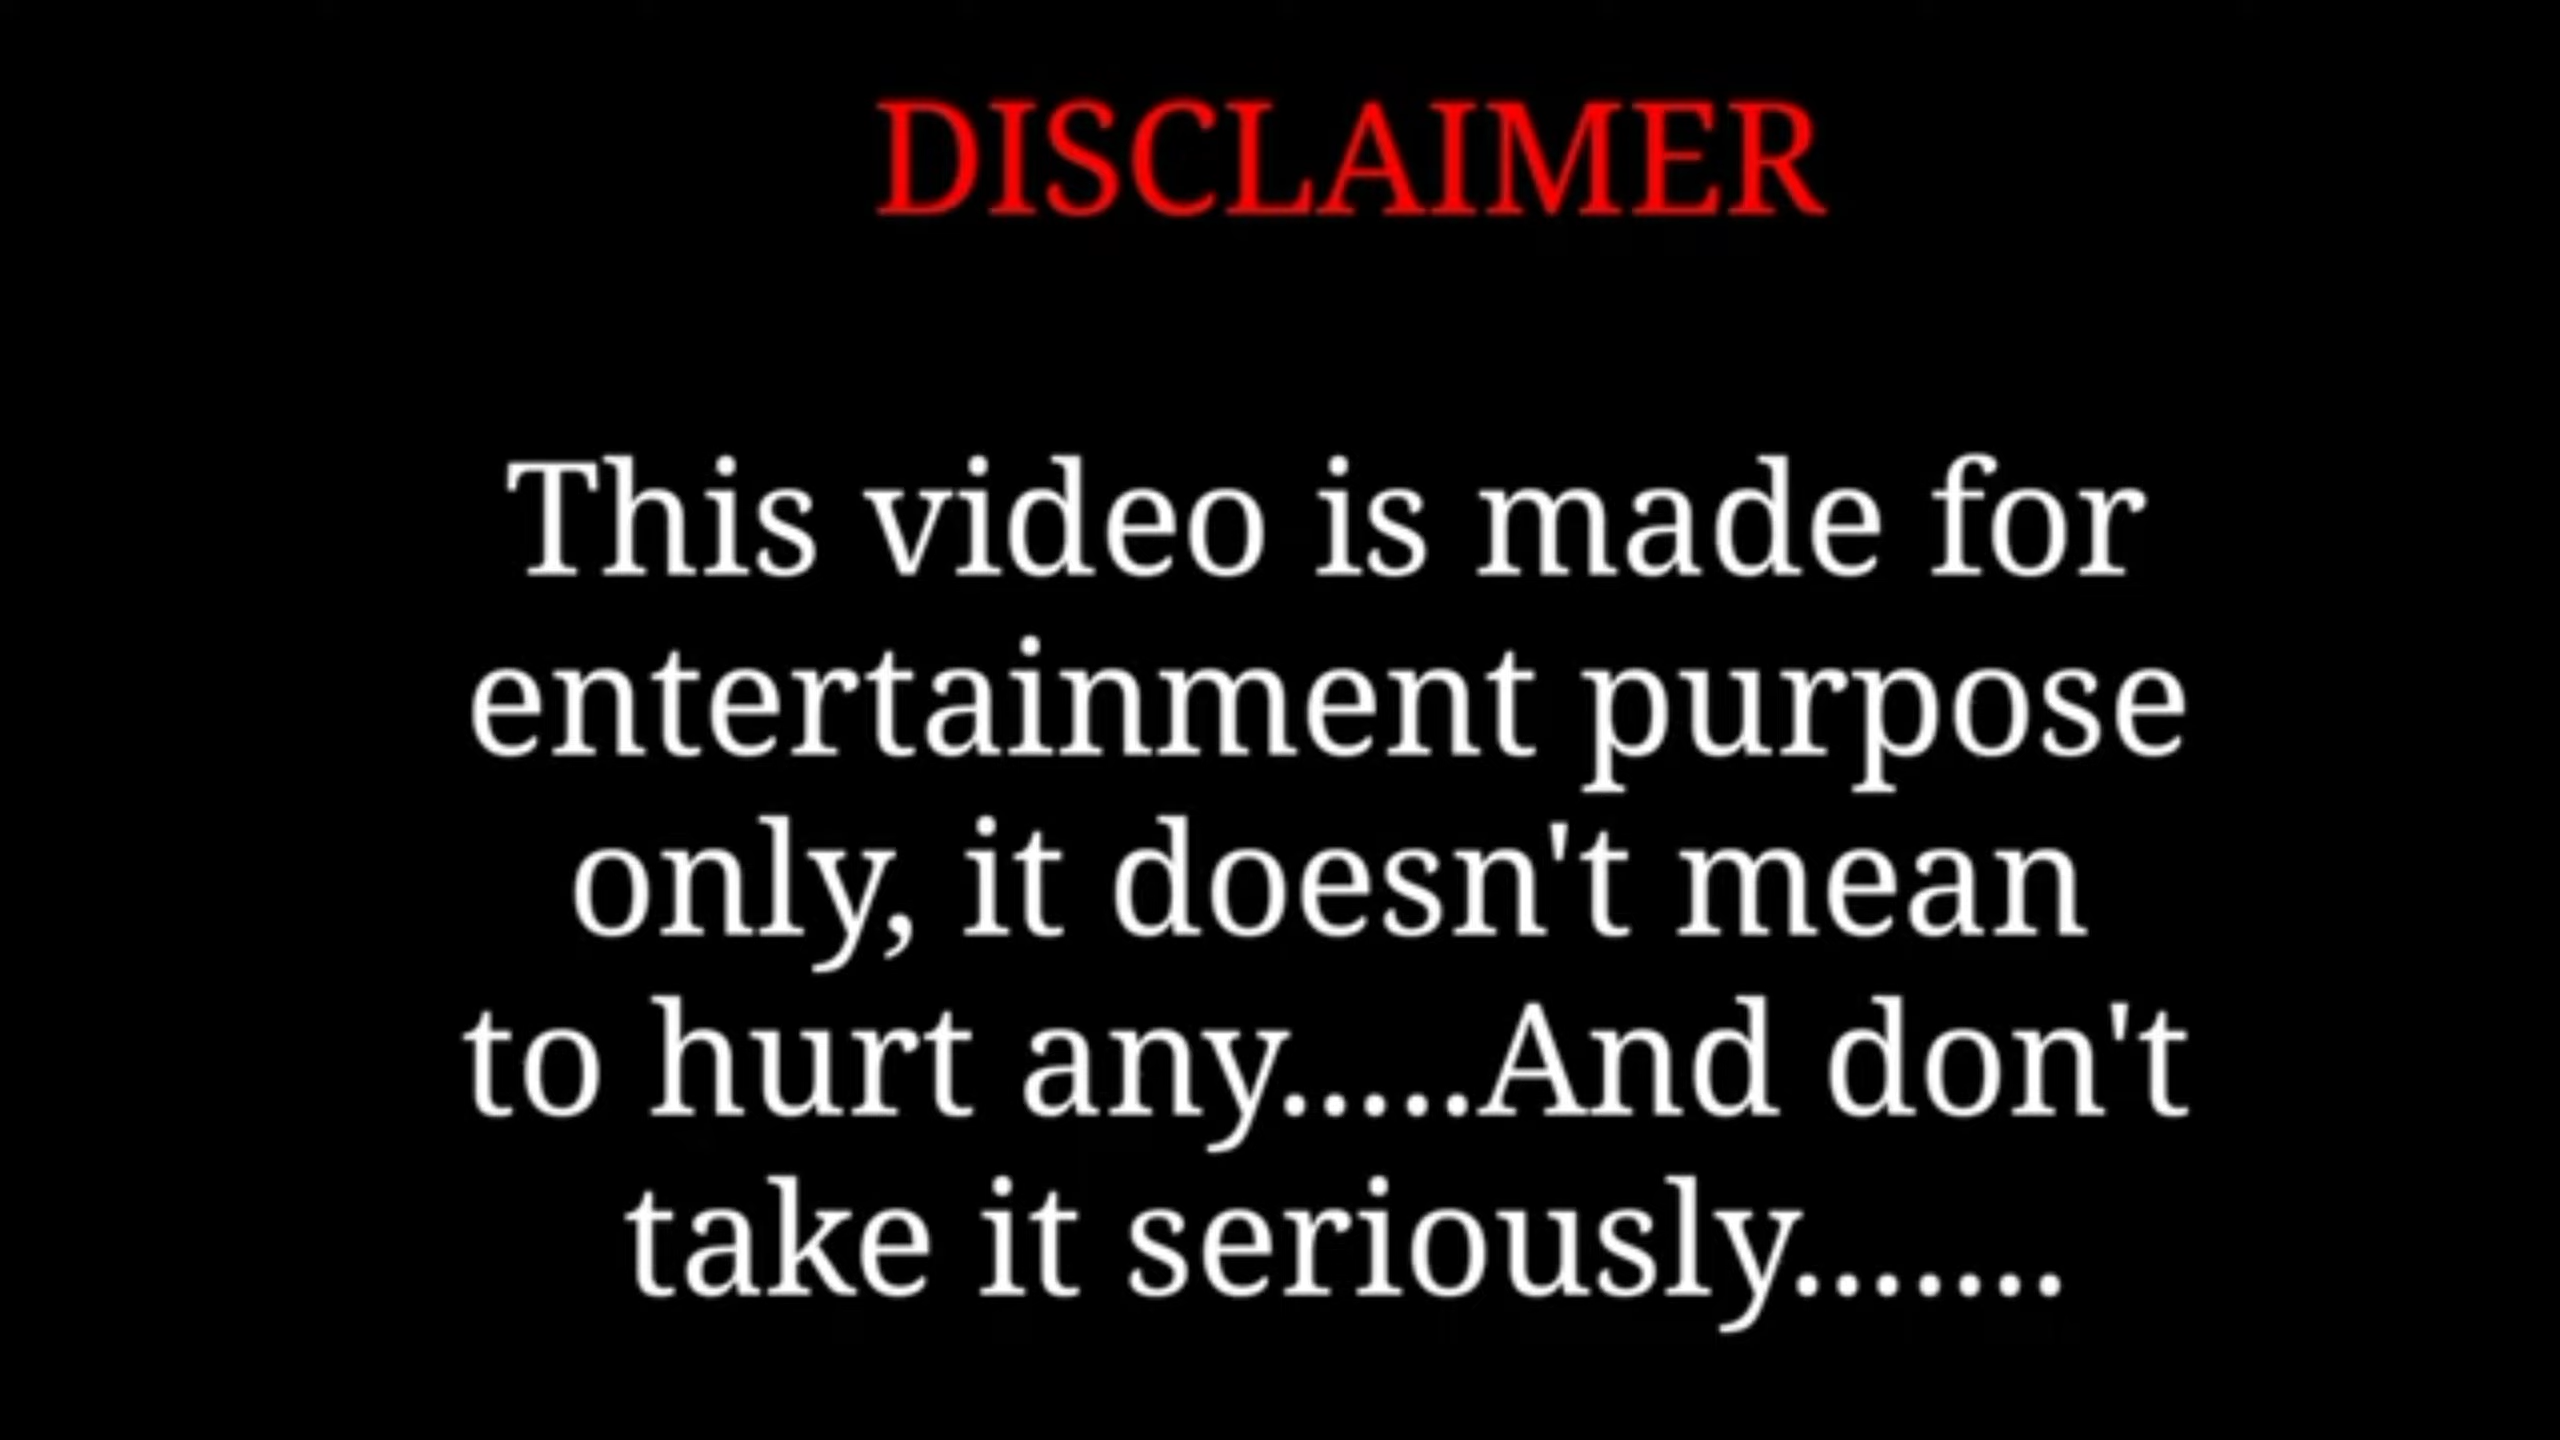 DISCLAIMER
This video is made for
entertainment purpose
only, it doesn't mean
to hurt any.....And don't
take it seriously.......